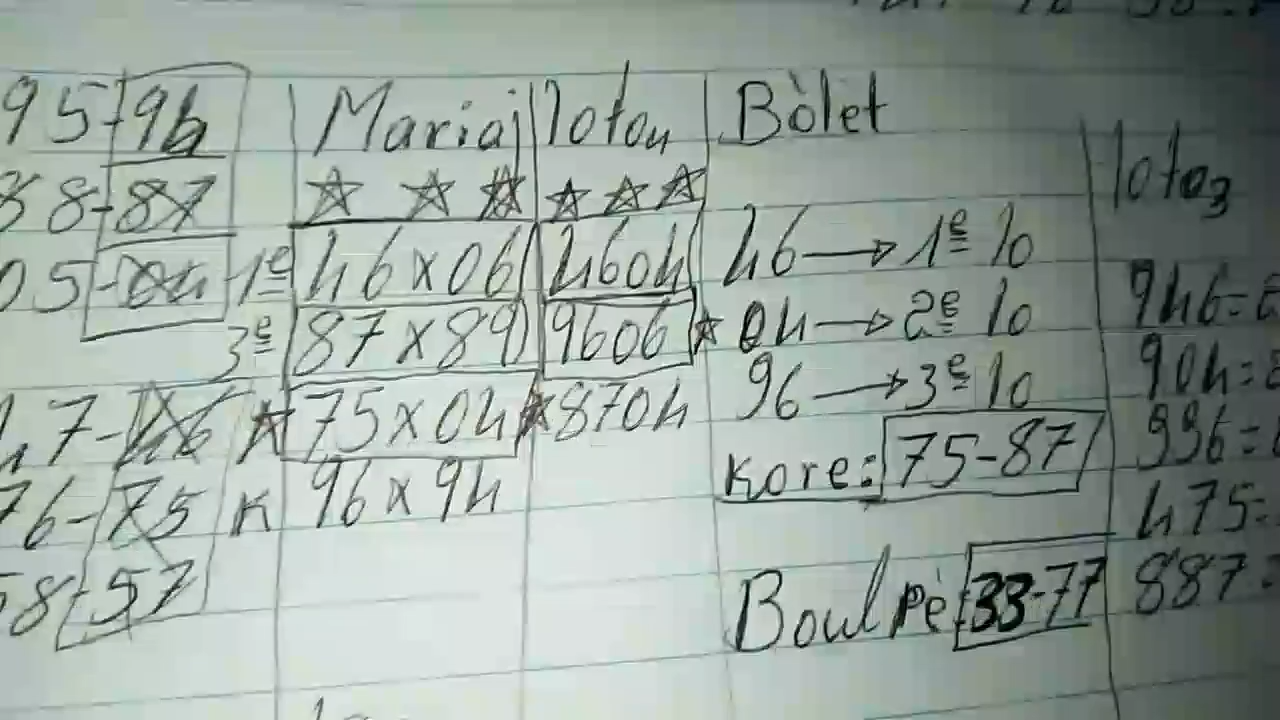 95-96 Mariaj loto4 Bòlet
88-87 loto3
05-04 1e 46x06 4604 46 → 1e lo
3e 87x89 9606 04 → 2e lo 946=
47-46 75x04 8704 96 → 3e lo 904=
76-75 K 96x94 kore: 75-87 996=
58-57 475=
Boul Pè 33-77 887=